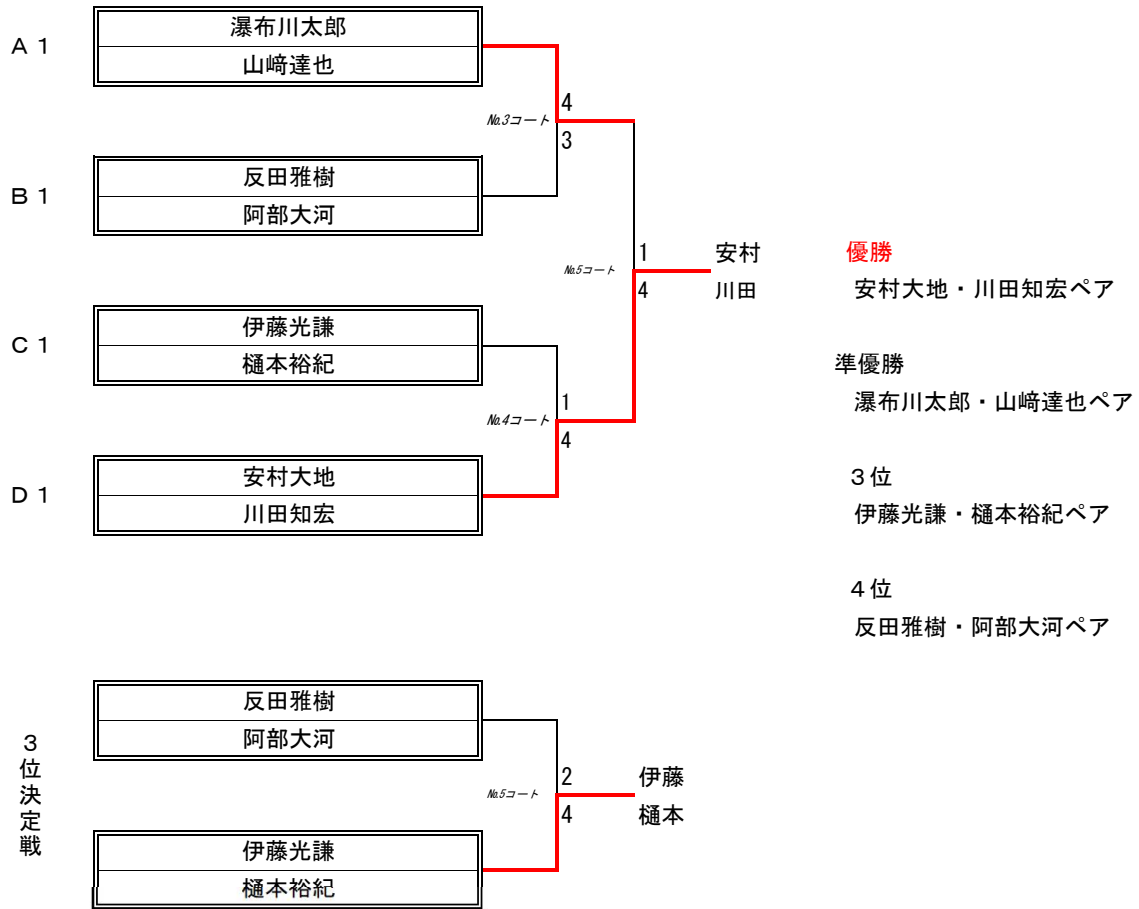 A1
瀑布川太郎
山﨑達也
№3コート
4
3
B1
反田雅樹
阿部大河
№5コート
1
4
安村
川田
優勝
安村大地・川田知宏ペア
C1
伊藤光謙
樋本裕紀
準優勝
瀑布川太郎・山﨑達也ペア
№4コート
1
4
D1
安村大地
川田知宏
3位
伊藤光謙・樋本裕紀ペア
4位
反田雅樹・阿部大河ペア
3位決定戦
反田雅樹
阿部大河
№5コート
2
4
伊藤
樋本
伊藤光謙
樋本裕紀